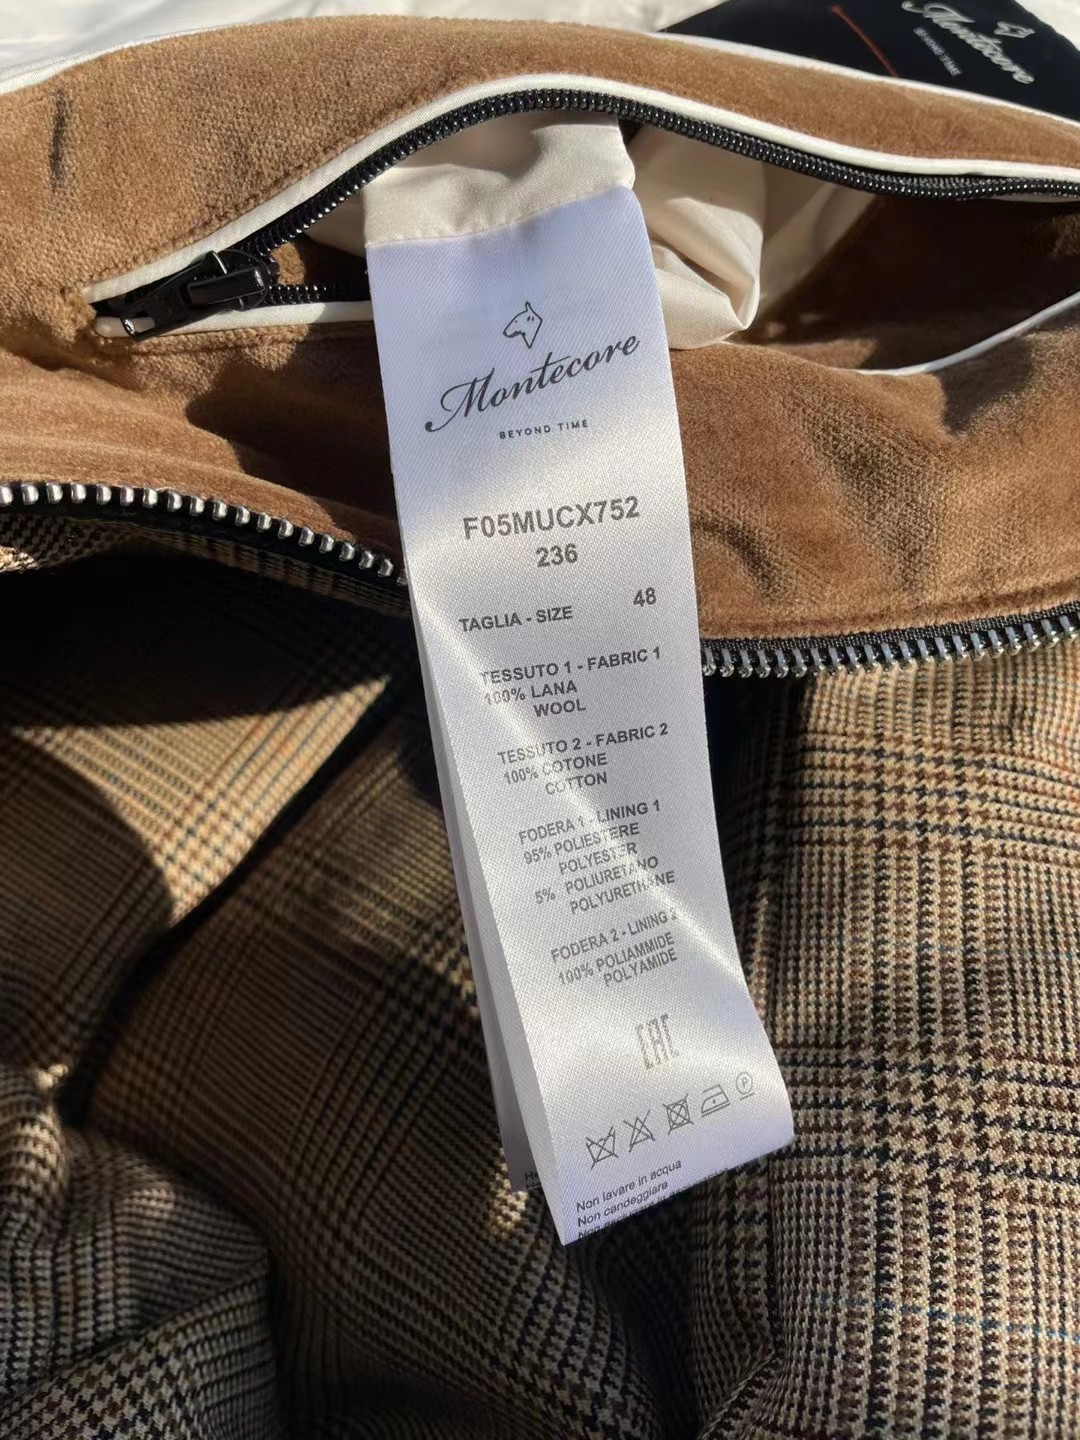 Montecore
BEYOND TIME
Montecore
BEYOND TIME
F05MUCX752
236
TAGLIA - SIZE 48
TESSUTO 1 - FABRIC 1
100% LANA
WOOL
TESSUTO 2 - FABRIC 2
100% COTONE
COTTON
FODERA 1 - LINING 1
95% POLIESTERE
POLYESTER
5% POLIURETANO
POLYURETHANE
FODERA 2 - LINING 2
100% POLIAMMIDE
POLYAMIDE
EAC
P
Non lavare in acqua
Non candeggiare
Non